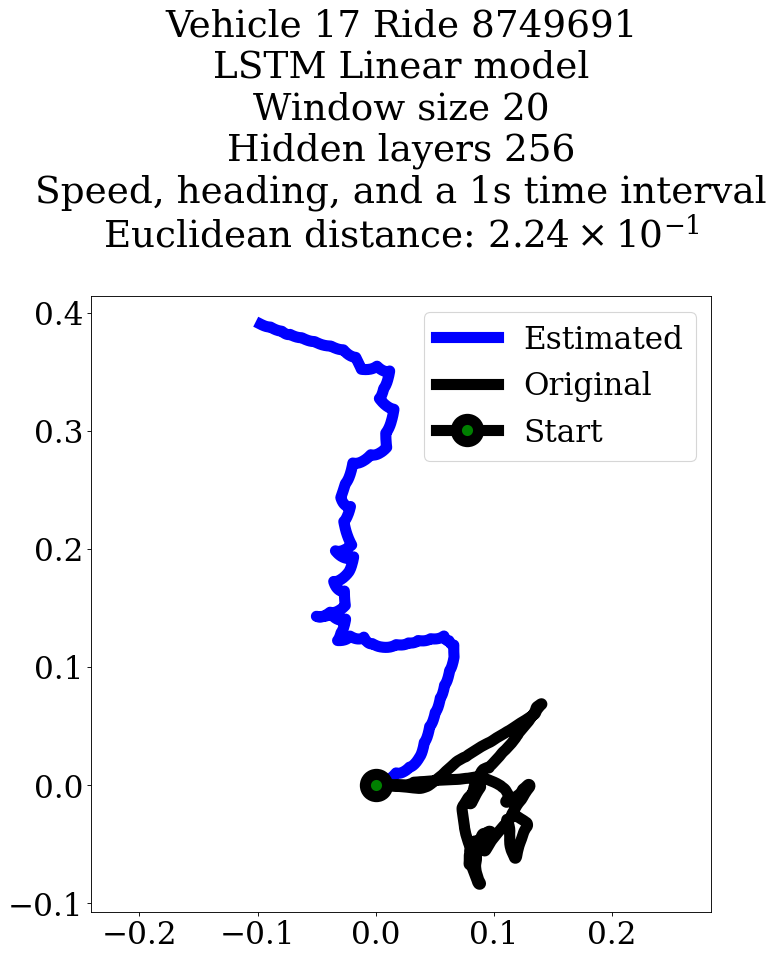 Vehicle 17 Ride 8749691
LSTM Linear model
Window size 20
Hidden layers 256
Speed, heading, and a 1s time interval
Euclidean distance: 2.24 × 10⁻¹
Estimated
Original
Start
0.4
0.3
0.2
0.1
0.0
−0.1
−0.2 −0.1 0.0 0.1 0.2